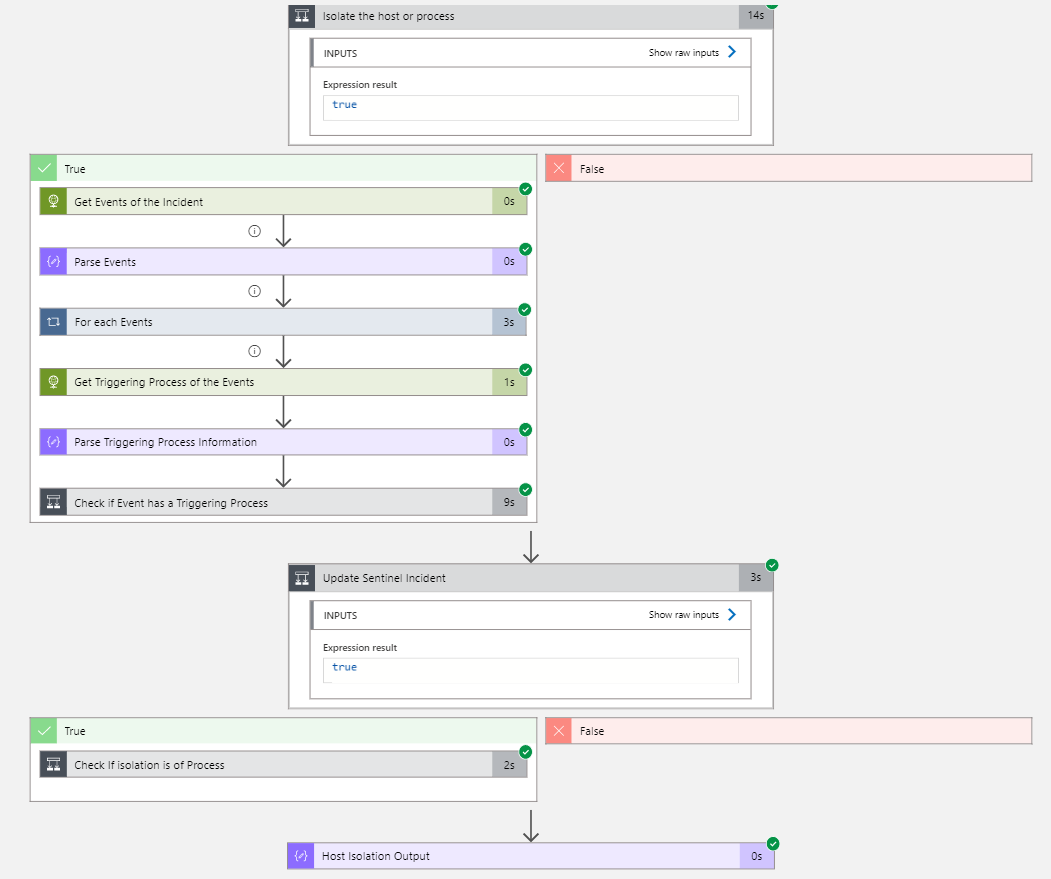 Isolate the host or process 14s
INPUTS Show raw inputs
Expression result
true
True False
Get Events of the Incident 0s
Parse Events 0s
For each Events 3s
Get Triggering Process of the Events 1s
Parse Triggering Process Information 0s
Check if Event has a Triggering Process 9s
Update Sentinel Incident 3s
INPUTS Show raw inputs
Expression result
true
True False
Check If isolation is of Process 2s
Host Isolation Output 0s